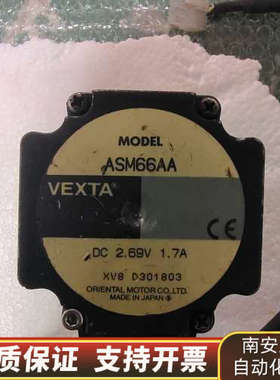 MODEL
ASM66AA
VEXTA
CE
DC 2.69V 1.7A
XV8 D301803
ORIENTAL MOTOR CO.,LTD.
MADE IN JAPAN
质保证 支持开票
南安
自动化